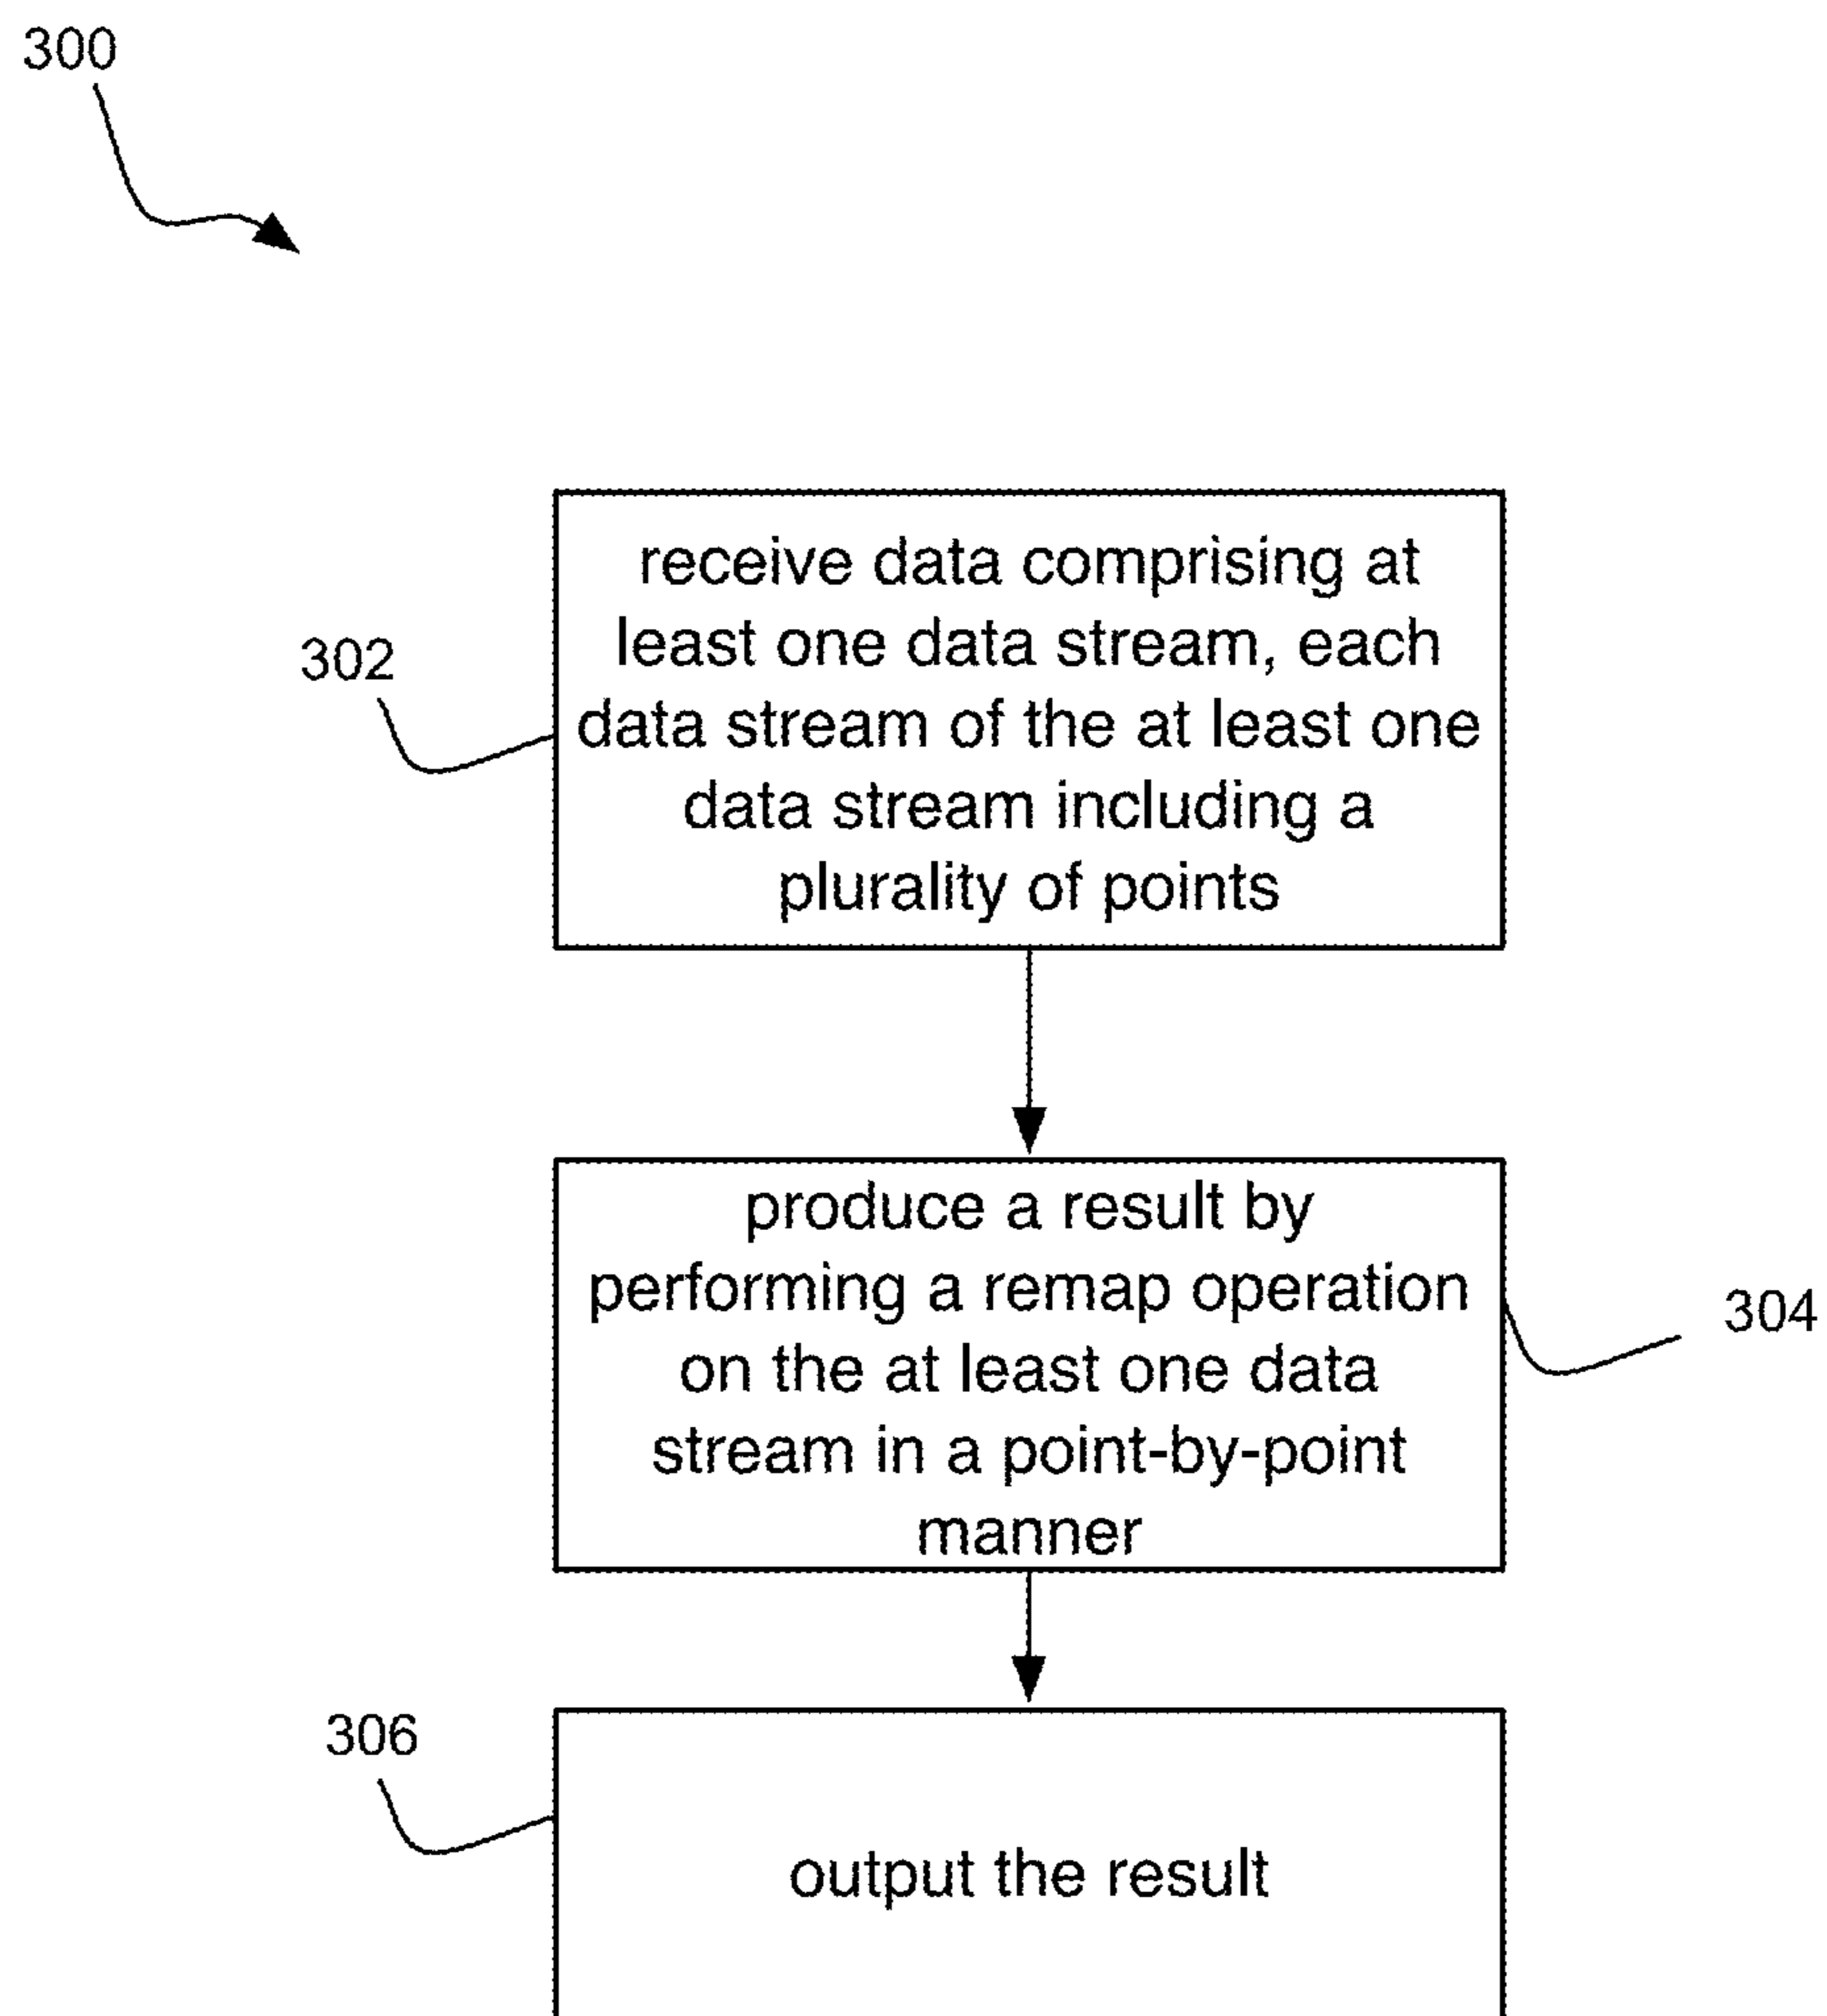 300
302
receive data comprising at
least one data stream, each
data stream of the at least one
data stream including a
plurality of points
produce a result by
performing a remap operation
on the at least one data
stream in a point-by-point
manner
304
306
output the result